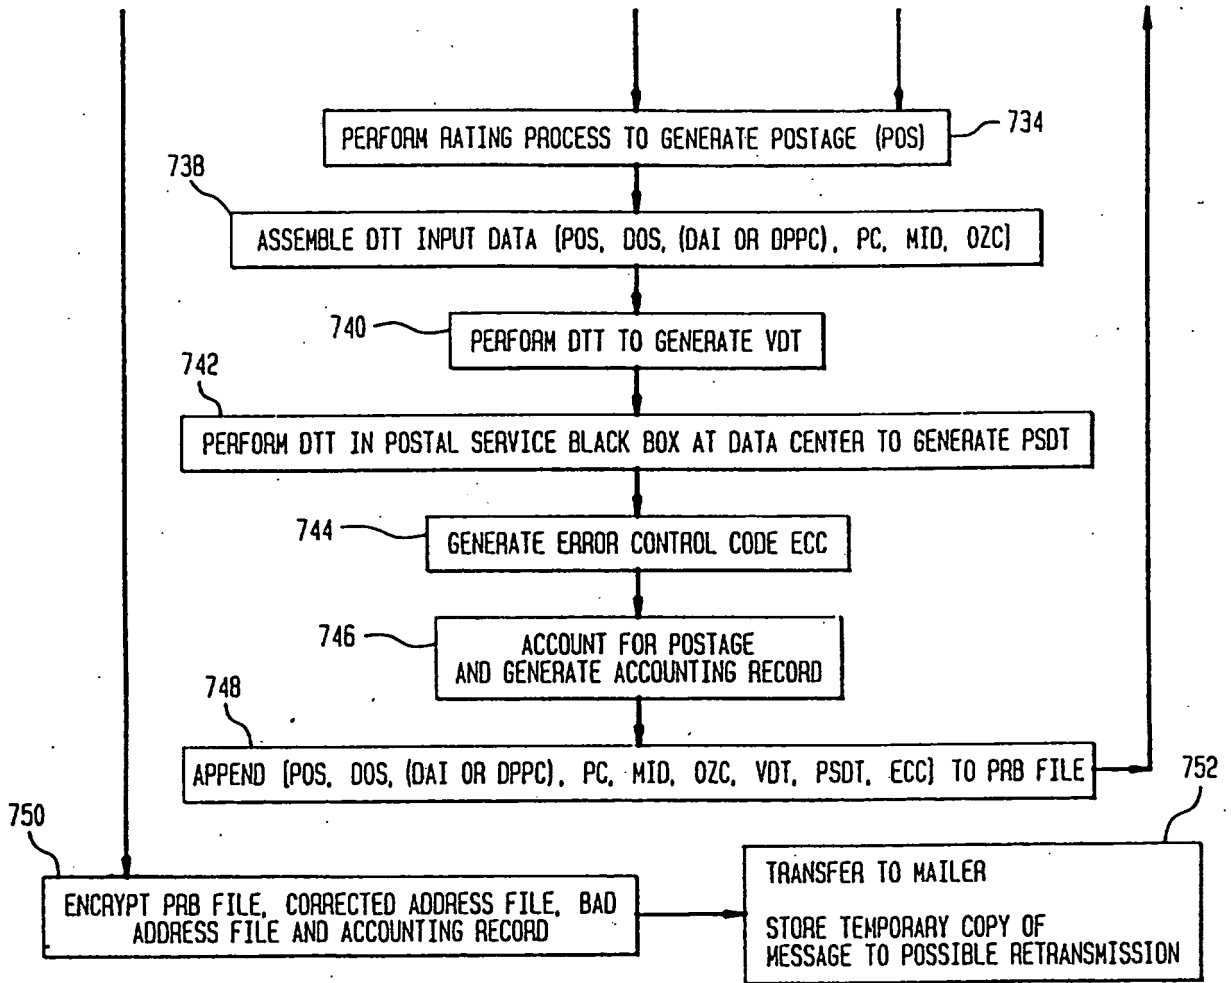 PERFORM RATING PROCESS TO GENERATE POSTAGE (POS)
734
738
ASSEMBLE DTT INPUT DATA [POS, DOS, (DAI OR DPPC), PC, MID, OZC]
740
PERFORM DTT TO GENERATE VDT
742
PERFORM DTT IN POSTAL SERVICE BLACK BOX AT DATA CENTER TO GENERATE PSDT
744
GENERATE ERROR CONTROL CODE ECC
746
ACCOUNT FOR POSTAGE
AND GENERATE ACCOUNTING RECORD
748
APPEND [POS, DOS, (DAI OR DPPC), PC, MID, OZC, VDT, PSDT, ECC] TO PRB FILE
750
ENCRYPT PRB FILE, CORRECTED ADDRESS FILE, BAD
ADDRESS FILE AND ACCOUNTING RECORD
752
TRANSFER TO MAILER
STORE TEMPORARY COPY OF
MESSAGE TO POSSIBLE RETRANSMISSION